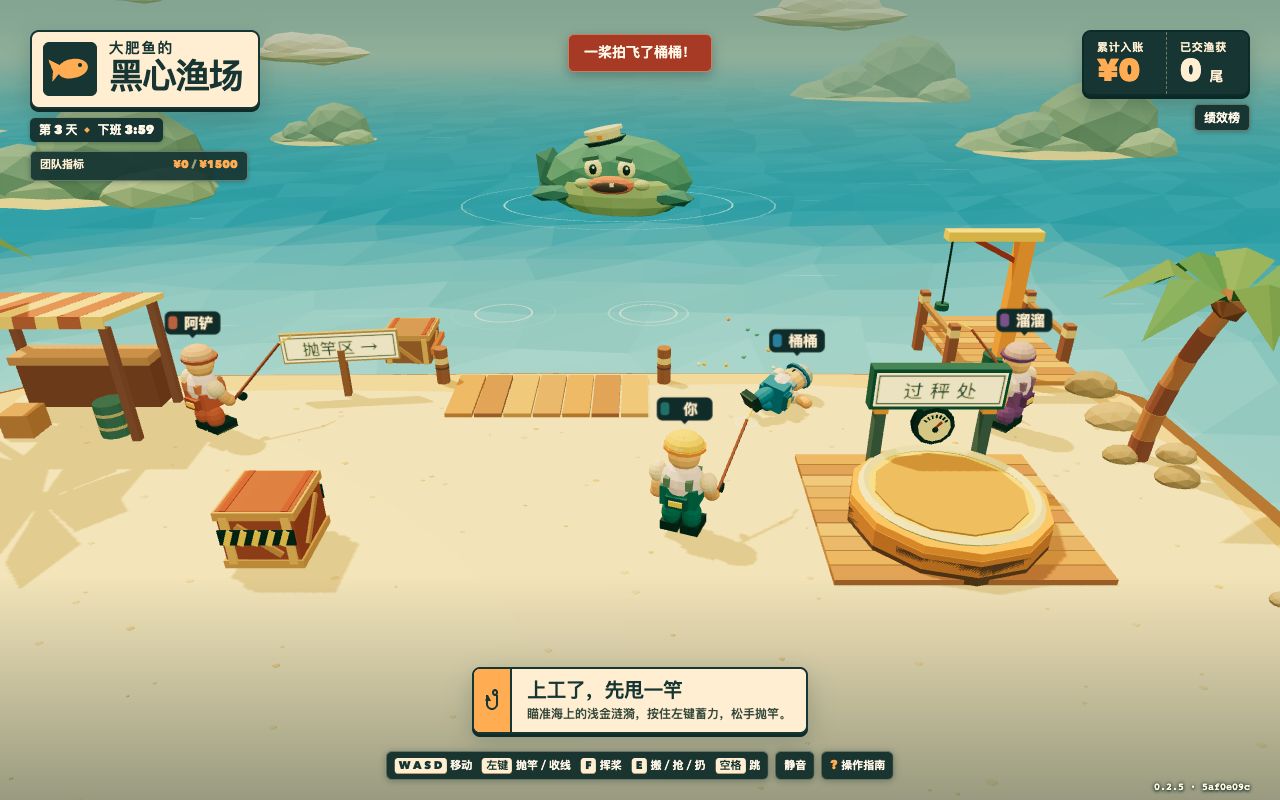 大肥鱼的
黑心渔场
第 3 天 • 下班 3:59
团队指标 ¥0 / ¥1500
一桨拍飞了桶桶！
累计入账 已交渔获
¥0 0 尾
绩效榜
阿铲
抛竿区 →
桶桶
溜溜
你
过秤处
上工了，先甩一竿
瞄准海上的浅金涟漪，按住左键蓄力，松手抛竿。
W A S D 移动 左键 抛竿 / 收线 F 挥桨 E 搬 / 抢 / 扔 空格 跳 静音 ? 操作指南
0.2.5 · 5af0e09c